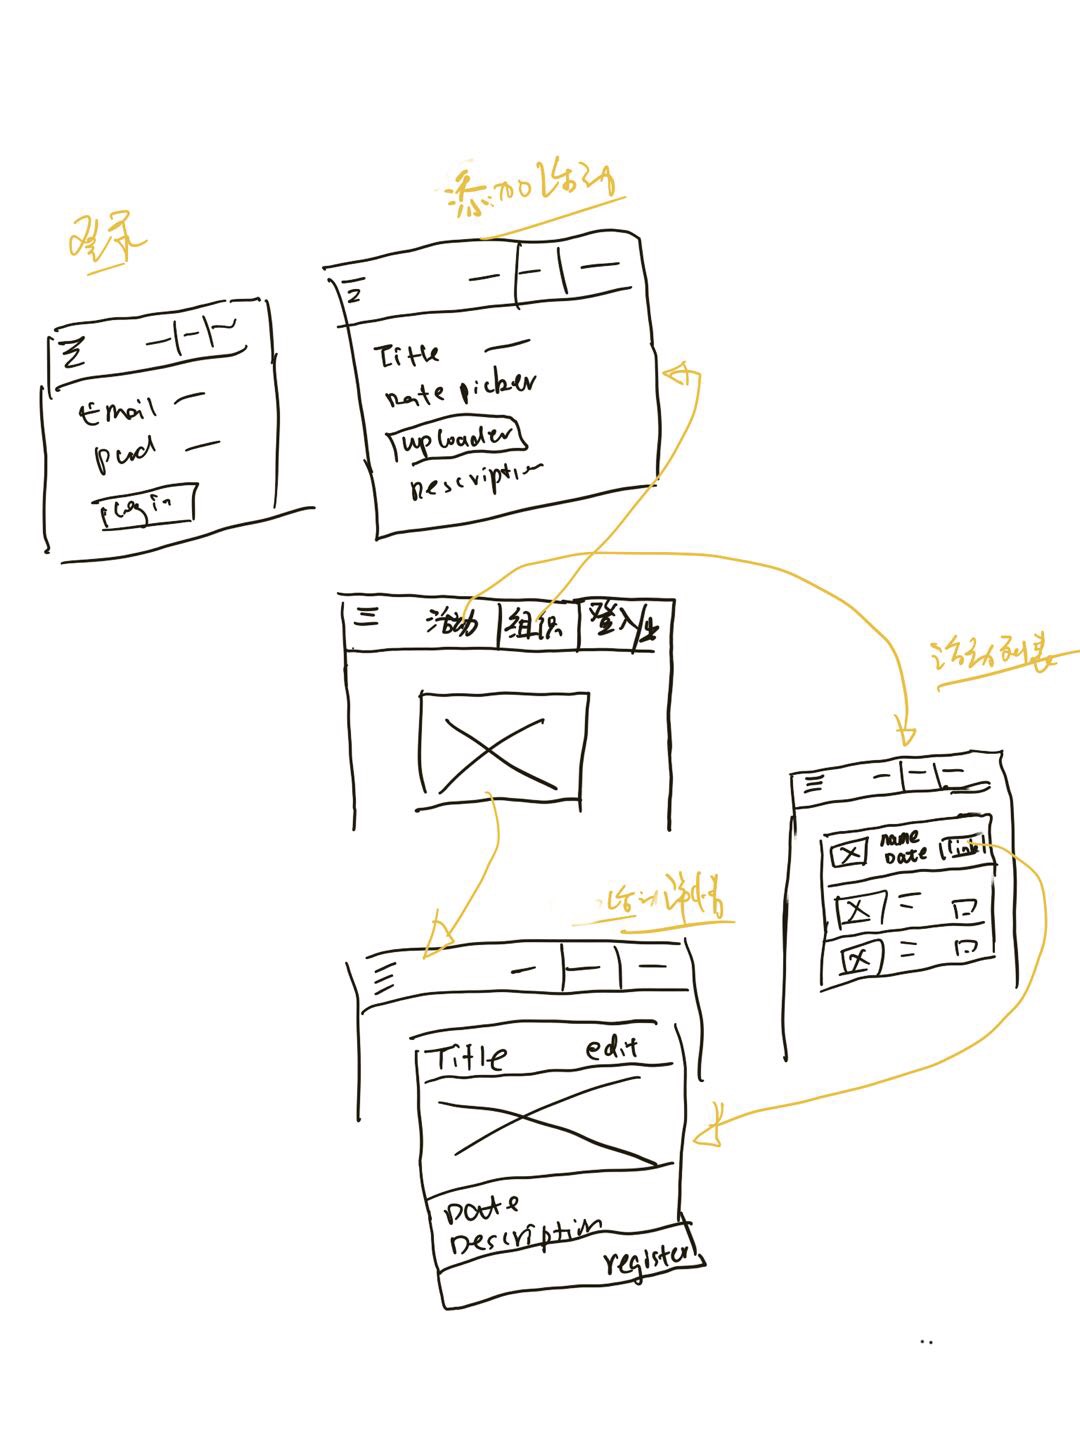 添加活动
登录
Title
Date picker
uploader
Description
Email
pwd
Login
活动 组织 登入/出
活动列表
name
Date link
活动详情
Title edit
Date
Description
register